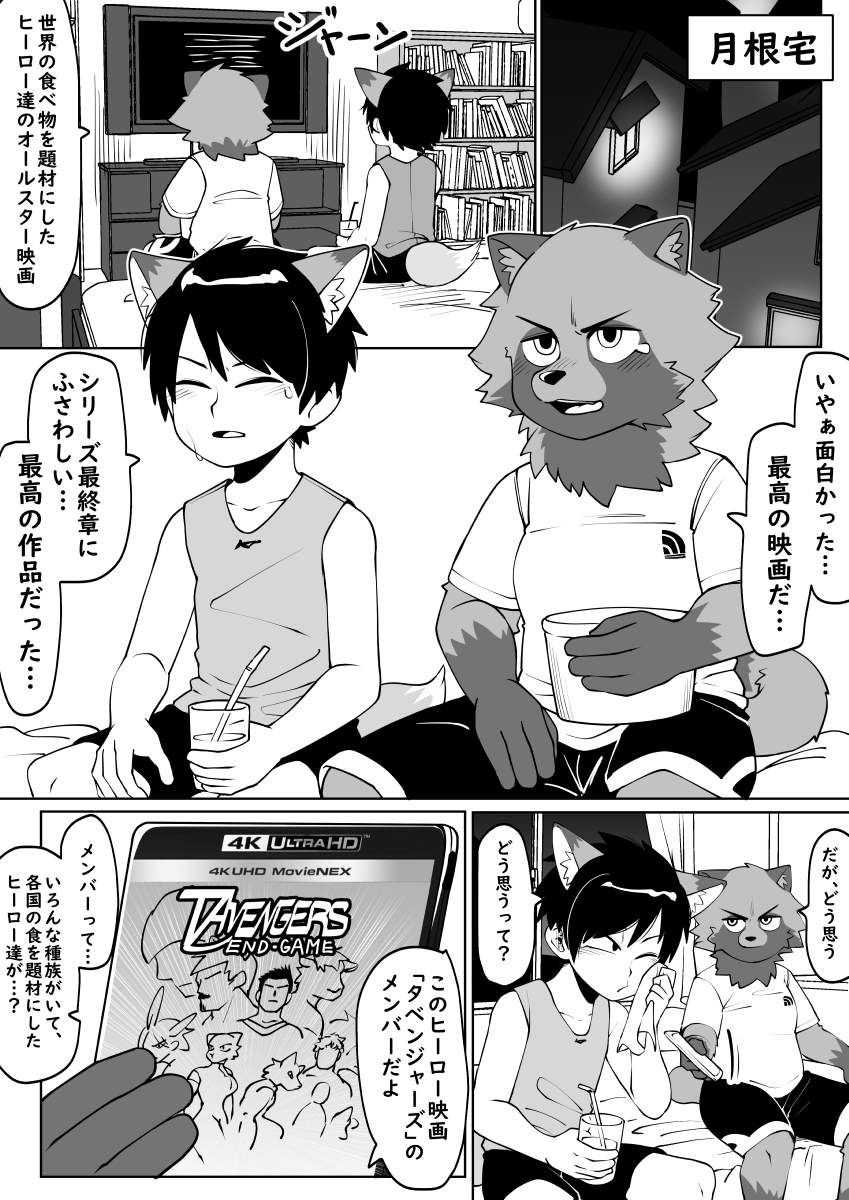 月根宅
ジャーン
世界の食べ物を題材にした
ヒーロー達のオールスター映画
いやぁ面白かった…
最高の映画だ…
シリーズ最終章に
ふさわしい…
最高の作品だった…
だが、どう思う
どう思うって？
このヒーロー映画
「タベンジャーズ」の
メンバーだよ
4K ULTRA HD™
4K UHD MovieNEX
TAVENGERS
END・GAME
メンバーって…
いろんな種族がいて、
各国の食を題材にした
ヒーロー達が…？